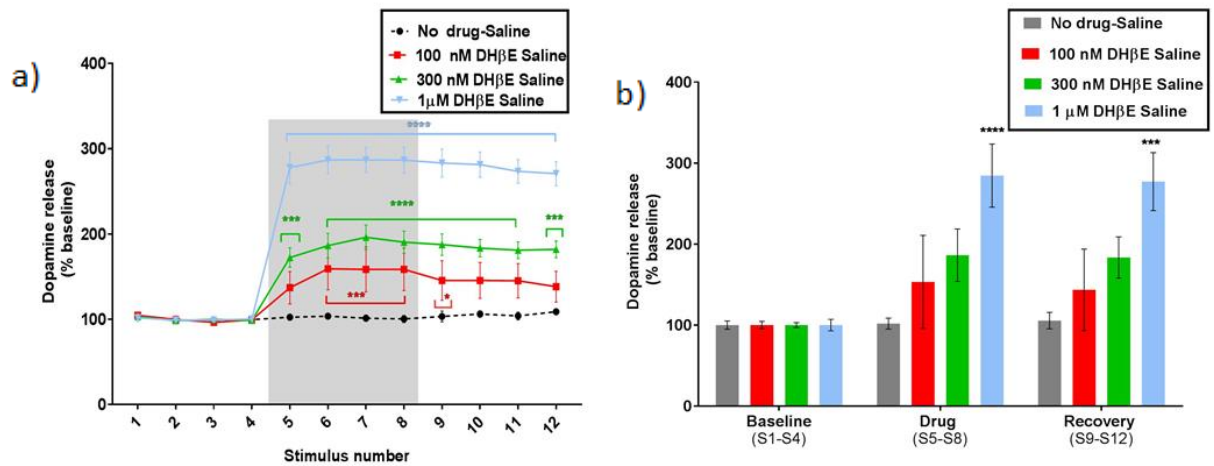 a)
No drug-Saline
100 nM DHβE Saline
300 nM DHβE Saline
1μM DHβE Saline
Dopamine release
(% baseline)
400
300
200
100
0
****
***
****
***
***
*
1
2
3
4
5
6
7
8
9
10
11
12
Stimulus number
b)
No drug-Saline
100 nM DHβE Saline
300 nM DHβE Saline
1 μM DHβE Saline
Dopamine release
(% baseline)
400
300
200
100
0
****
***
Baseline
(S1-S4)
Drug
(S5-S8)
Recovery
(S9-S12)